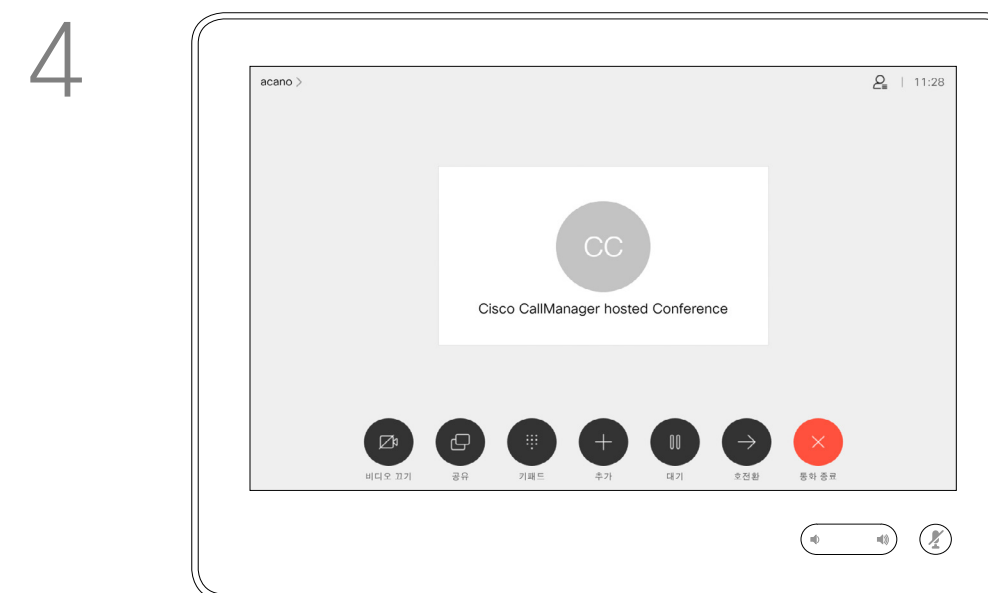 4
acano >
| 11:28
CC
Cisco CallManager hosted Conference
비디오 끄기 공유 키패드 추가 대기 호전환 통화 종료